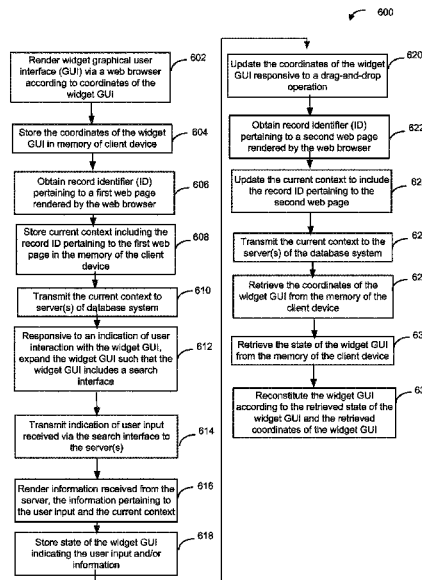 600
Render widget graphical user
interface (GUI) via a web browser
according to coordinates of the
widget GUI
602
Store the coordinates of the widget
GUI in memory of client device
604
Obtain record identifier (ID)
pertaining to a first web page
rendered by the web browser
606
Store current context including the
record ID pertaining to the first web
page in the memory of the client
device
608
Transmit the current context to
server(s) of database system
610
Responsive to an indication of user
interaction with the widget GUI,
expand the widget GUI such that the
widget GUI includes a search
interface
612
Transmit indication of user input
received via the search interface to
the server(s)
614
Render information received from the
server, the information pertaining to
the user input and the current context
616
Store state of the widget GUI
indicating the user input and/or
information
618
Update the coordinates of the widget
GUI responsive to a drag-and-drop
operation
620
Obtain record identifier (ID)
pertaining to a second web page
rendered by the web browser
622
Update the current context to include
the record ID pertaining to the
second web page
Transmit the current context to the
server(s) of the database system
Retrieve the coordinates of the
widget GUI from the memory of the
client device
Retrieve the state of the widget GUI
from the memory of the client device
Reconstitute the widget GUI
according to the retrieved state of the
widget GUI and the retrieved
coordinates of the widget GUI